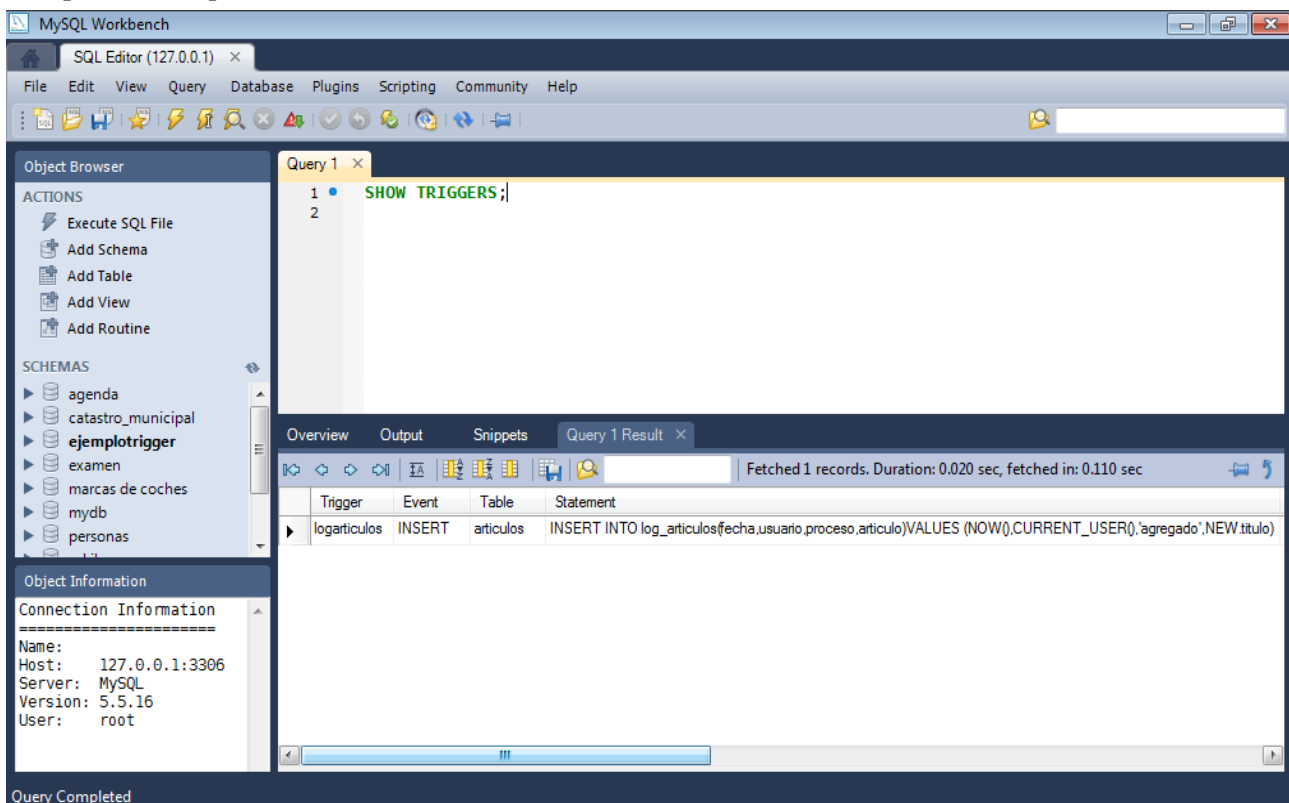 MySQL Workbench
SQL Editor (127.0.0.1) ×
File Edit View Query Database Plugins Scripting Community Help
Object Browser
ACTIONS
Execute SQL File
Add Schema
Add Table
Add View
Add Routine
SCHEMAS
agenda
catastro_municipal
ejemplotrigger
examen
marcas de coches
mydb
personas
Object Information
Connection Information
======================
Name:
Host: 127.0.0.1:3306
Server: MySQL
Version: 5.5.16
User: root
Query 1 ×
1 SHOW TRIGGERS;
2
Overview Output Snippets Query 1 Result ×
Fetched 1 records. Duration: 0.020 sec, fetched in: 0.110 sec
Trigger Event Table Statement
logarticulos INSERT articulos INSERT INTO log_articulos(fecha,usuario,proceso,articulo)VALUES (NOW(),CURRENT_USER(),'agregado',NEW.titulo)
Query Completed